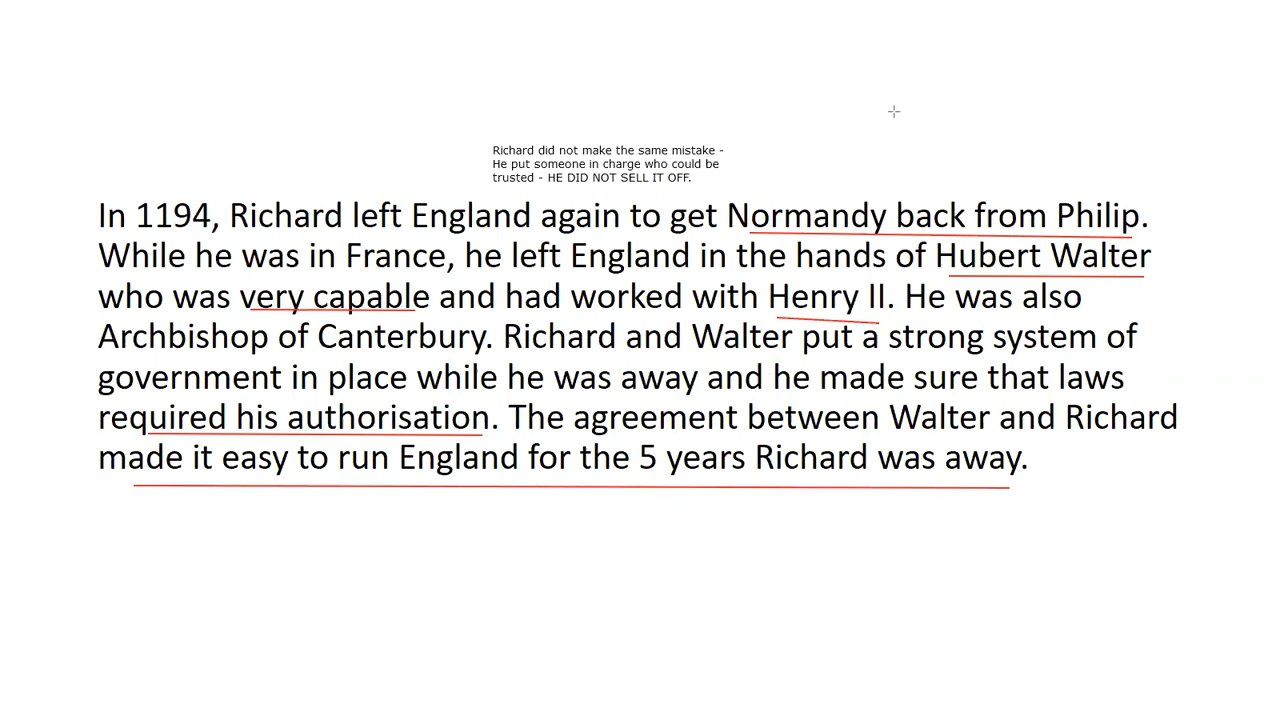 Richard did not make the same mistake -
He put someone in charge who could be
trusted - HE DID NOT SELL IT OFF.
In 1194, Richard left England again to get Normandy back from Philip.
While he was in France, he left England in the hands of Hubert Walter
who was very capable and had worked with Henry II. He was also
Archbishop of Canterbury. Richard and Walter put a strong system of
government in place while he was away and he made sure that laws
required his authorisation. The agreement between Walter and Richard
made it easy to run England for the 5 years Richard was away.